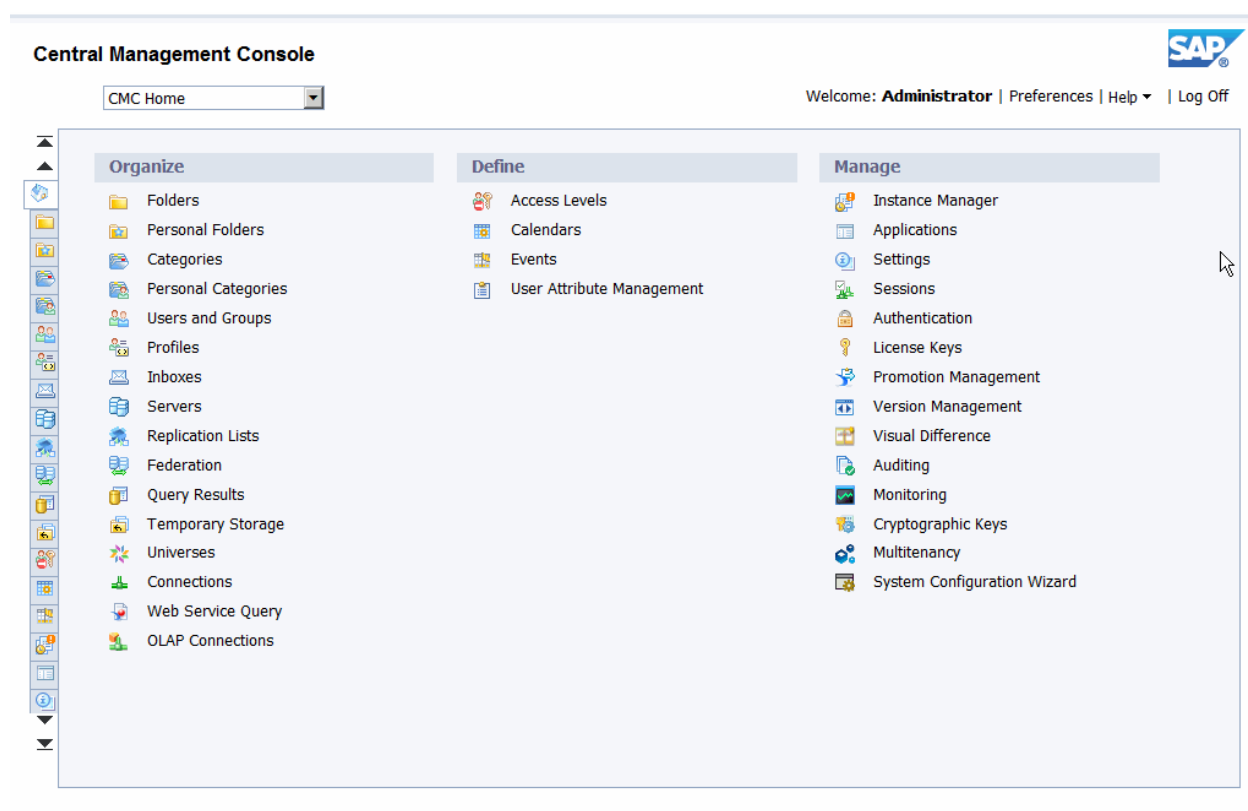 Central Management Console
SAP®
CMC Home
Welcome: Administrator | Preferences | Help | Log Off
Organize
Folders
Personal Folders
Categories
Personal Categories
Users and Groups
Profiles
Inboxes
Servers
Replication Lists
Federation
Query Results
Temporary Storage
Universes
Connections
Web Service Query
OLAP Connections
Define
Access Levels
Calendars
Events
User Attribute Management
Manage
Instance Manager
Applications
Settings
Sessions
Authentication
License Keys
Promotion Management
Version Management
Visual Difference
Auditing
Monitoring
Cryptographic Keys
Multitenancy
System Configuration Wizard